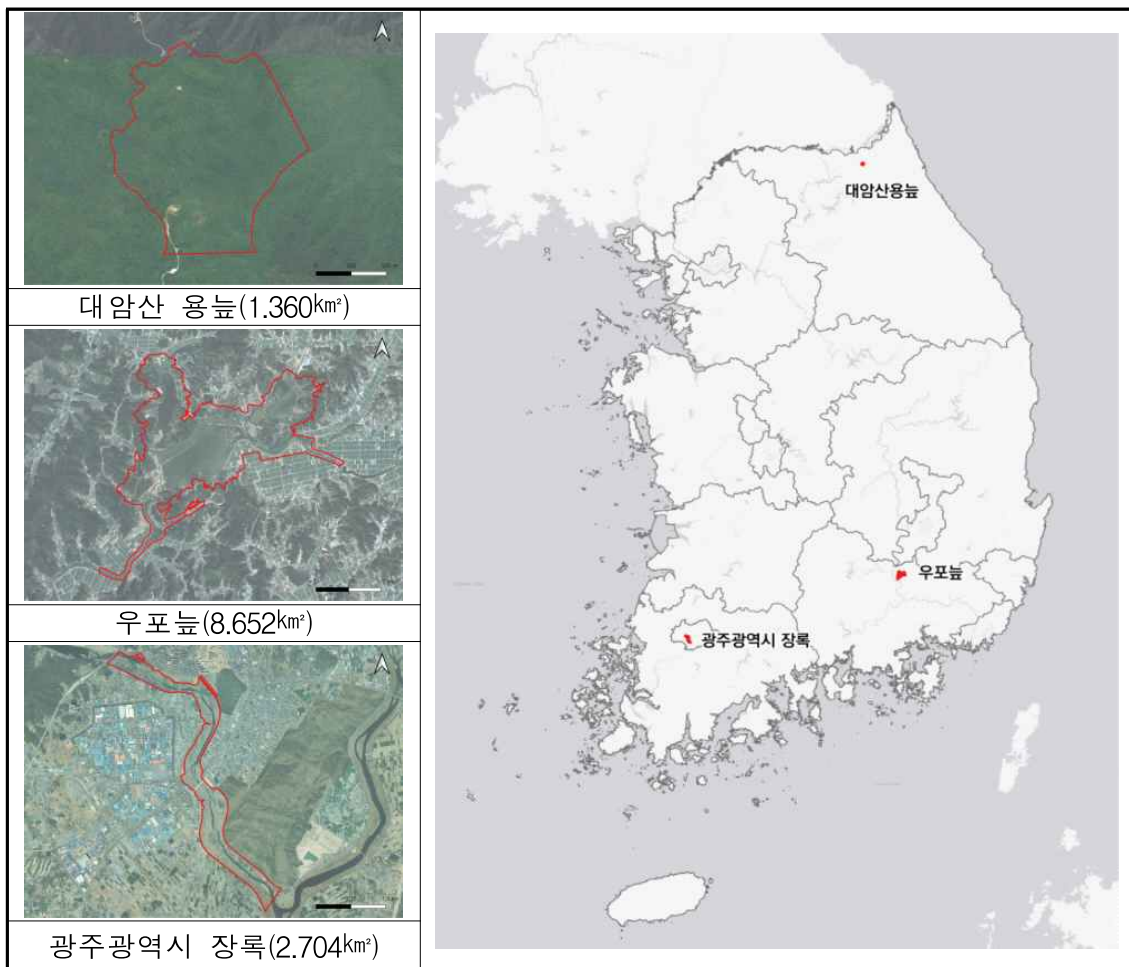 대암산 용늪(1.360㎢)
우포늪(8.652㎢)
광주광역시 장록(2.704㎢)
대암산용늪
우포늪
광주광역시 장록